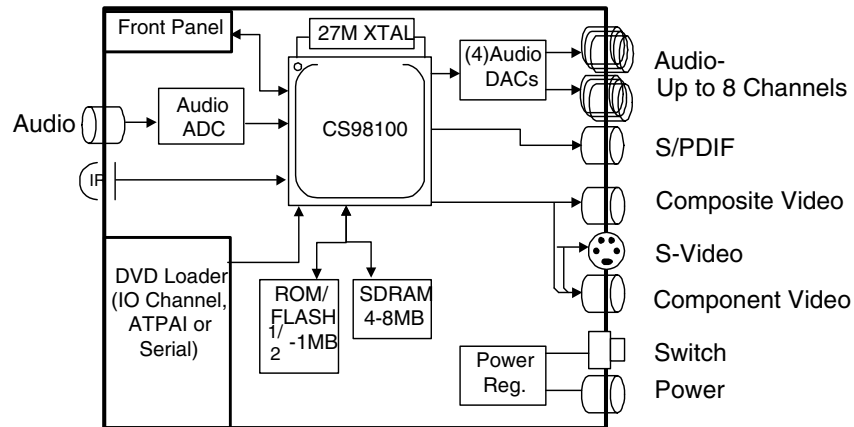 Front Panel
27M XTAL
(4)Audio
DACs
Audio-
Up to 8 Channels
Audio
Audio
ADC
CS98100
S/PDIF
IR
Composite Video
S-Video
DVD Loader
(IO Channel,
ATPAI or
Serial)
ROM/
FLASH
1/2 -1MB
SDRAM
4-8MB
Component Video
Power
Reg.
Switch
Power